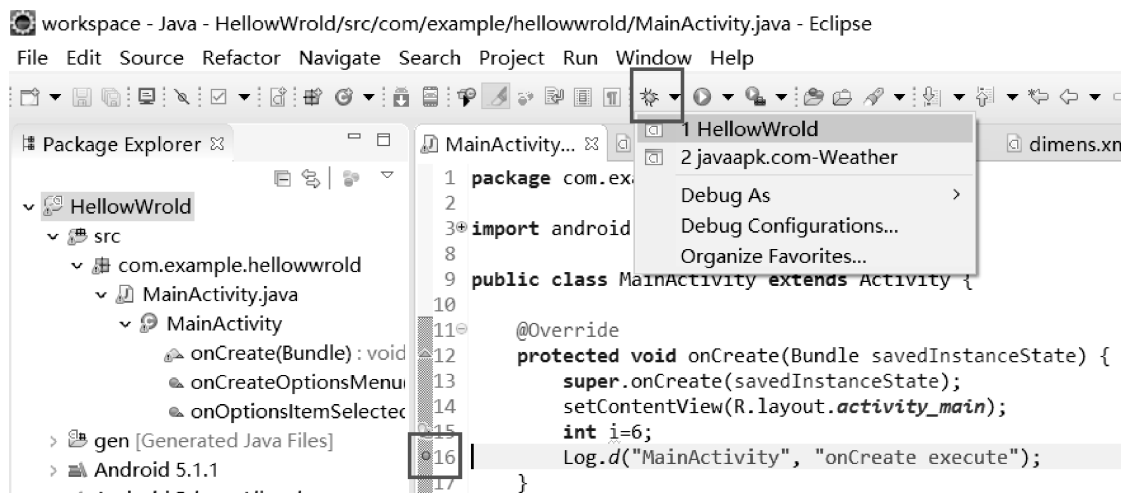 workspace - Java - HellowWrold/src/com/example/hellowwrold/MainActivity.java - Eclipse
File Edit Source Refactor Navigate Search Project Run Window Help
Package Explorer
HellowWrold
src
com.example.hellowwrold
MainActivity.java
MainActivity
onCreate(Bundle) : void
onCreateOptionsMenu(
onOptionsItemSelected
gen [Generated Java Files]
Android 5.1.1
MainActivity... dimens.xm
1 HellowWrold
2 javaapk.com-Weather
Debug As
Debug Configurations...
Organize Favorites...
1 package com.exa
2
3 import android
8
9 public class MainActivity extends Activity {
10
11 @Override
12 protected void onCreate(Bundle savedInstanceState) {
13 super.onCreate(savedInstanceState);
14 setContentView(R.layout.activity_main);
15 int i=6;
16 Log.d("MainActivity", "onCreate execute");
17 }